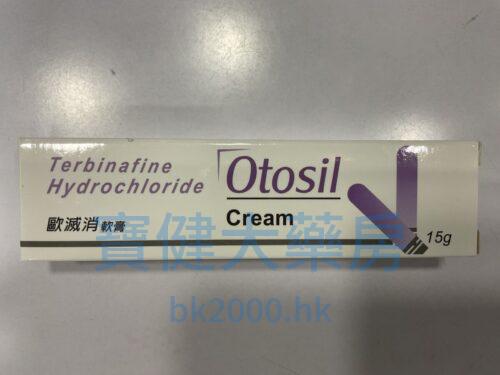 Terbinafine
Hydrochloride
Otosil
Cream
歐滅消軟膏
15g
寶健大藥房
bk2000.hk